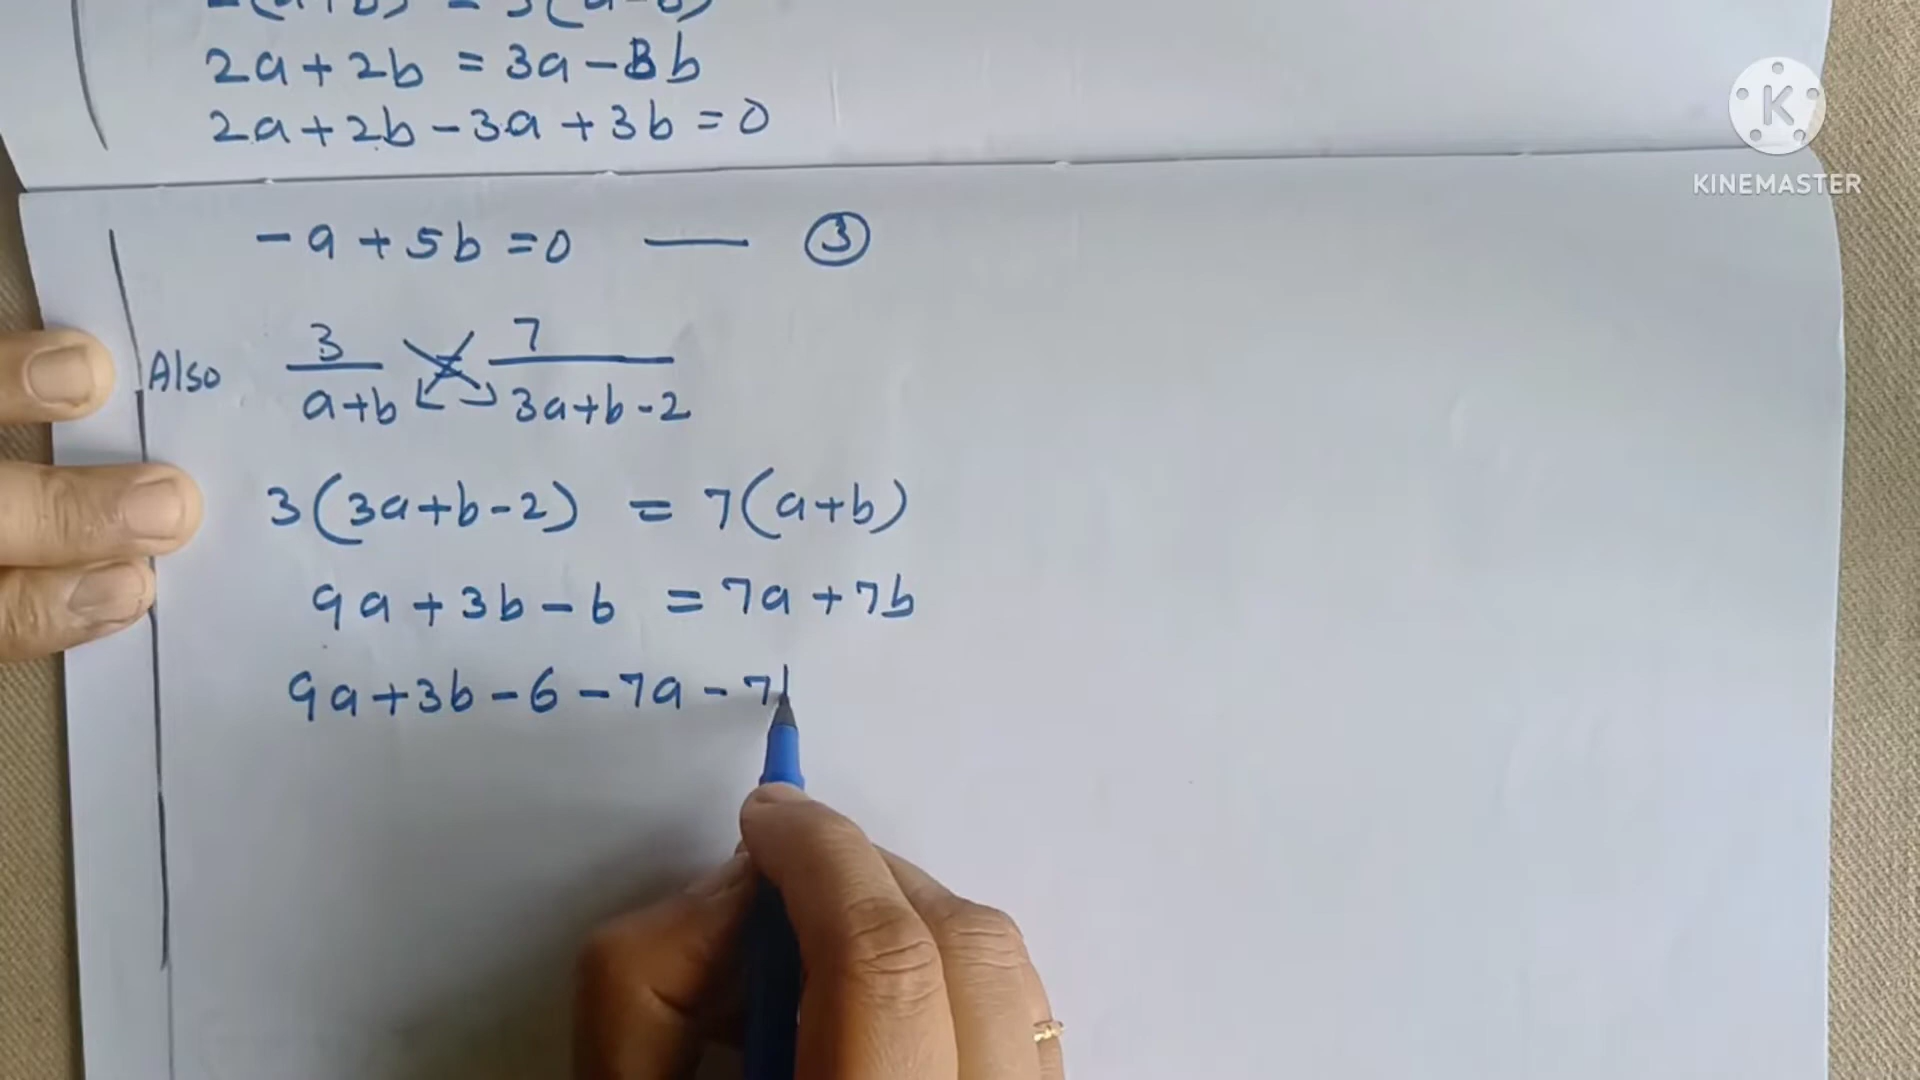 2a+2b = 3a-3b
2a+2b-3a+3b=0
-a+5b=0 —— ③
Also 3/(a+b) = 7/(3a+b-2)
3(3a+b-2) = 7(a+b)
9a+3b-6 = 7a+7b
9a+3b-6-7a-7
K
KINEMASTER